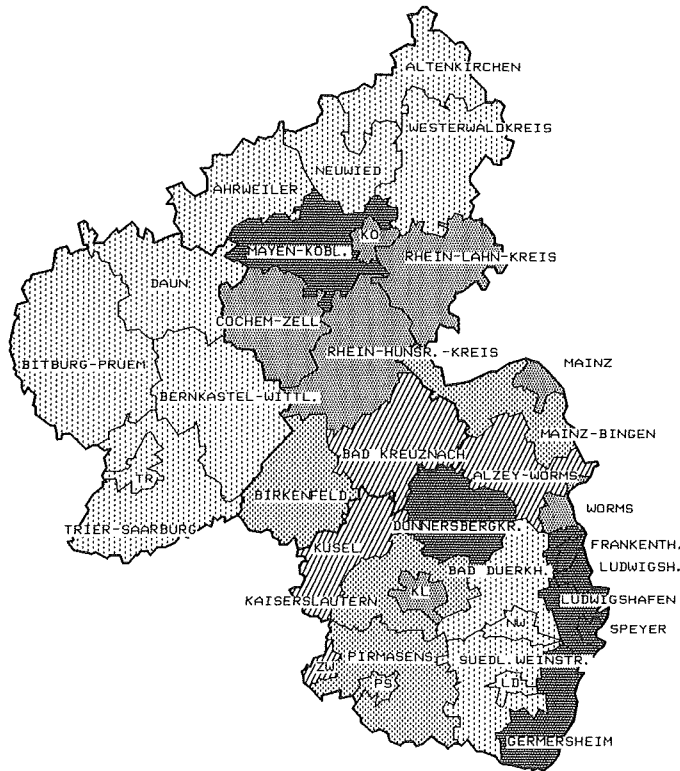 ALTENKIRCHEN
WESTERWALDKREIS
NEUWIED
AHRWEILER
KO
MAYEN-KOBL.
RHEIN-LAHN-KREIS
DAUN
COCHEM-ZELL
RHEIN-HUNSR.-KREIS
BITBURG-PRUEM
MAINZ
BERNKASTEL-WITTL.
MAINZ-BINGEN
BAD KREUZNACH
ALZEY-WORMS
TR
BIRKENFELD
WORMS
TRIER-SAARBURG
DONNERSBERGKR.
FRANKENTH.
KUSEL
LUDWIGSH.
BAD DUERKH.
KL
KAISERSLAUTERN
LUDWIGSHAFEN
NW
SPEYER
PIRMASENS
SUEDL.WEINSTR.
ZW
PS
LD
GERMERSHEIM